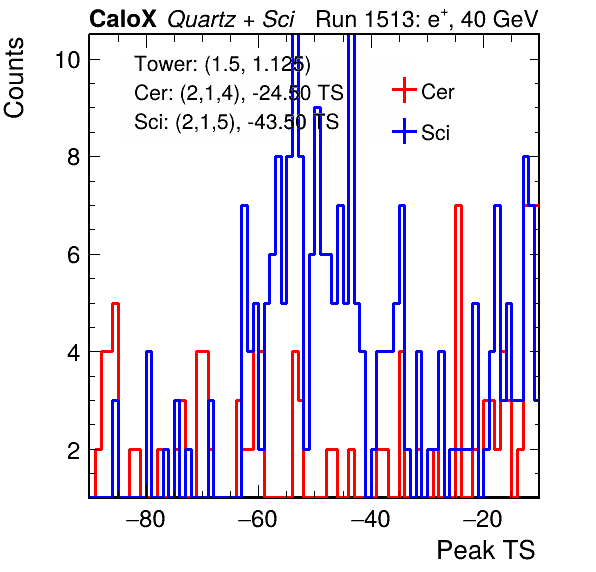 CaloX Quartz + Sci Run 1513: e+, 40 GeV
Counts
Tower: (1.5, 1.125)
Cer: (2,1,4), -24.50 TS
Sci: (2,1,5), -43.50 TS
Cer
Sci
10
8
6
4
2
−80 −60 −40 −20
Peak TS